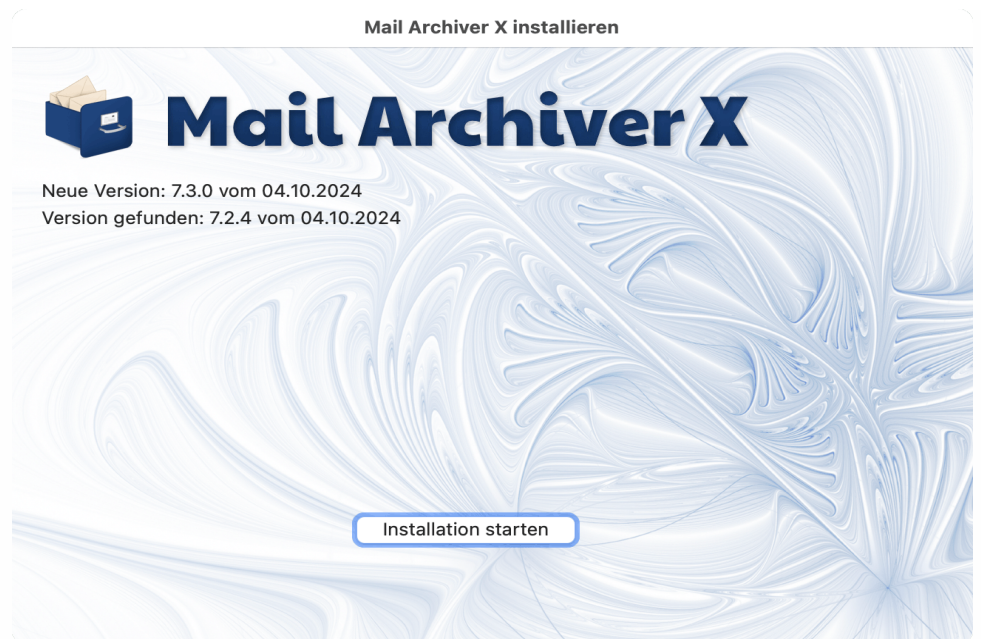 Mail Archiver X installieren
Mail Archiver X
Neue Version: 7.3.0 vom 04.10.2024
Version gefunden: 7.2.4 vom 04.10.2024
Installation starten